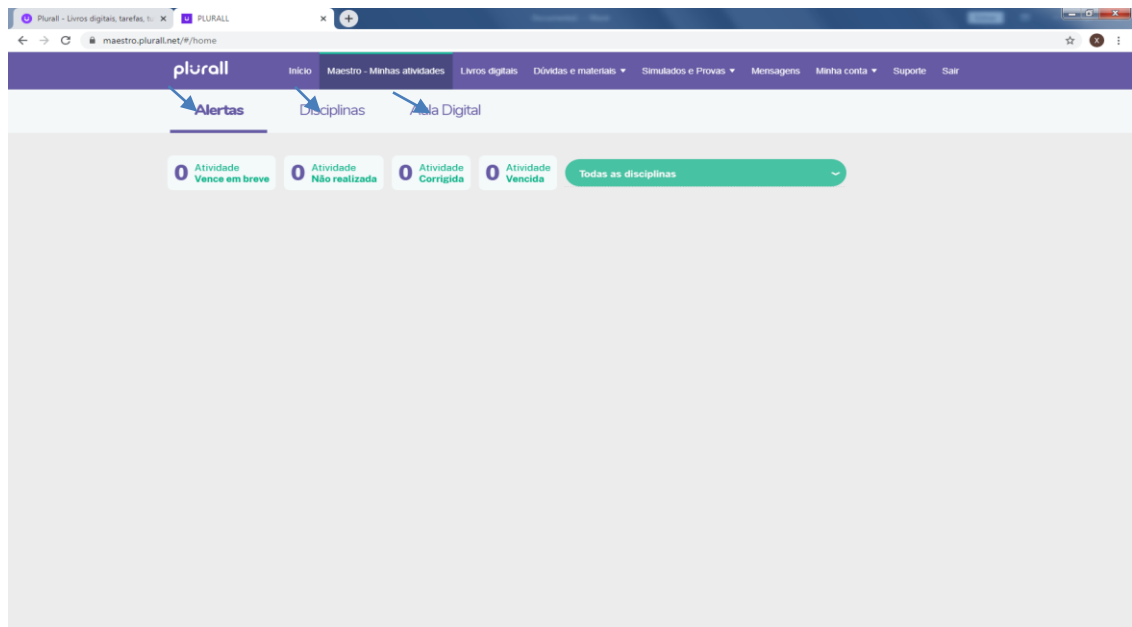 Plurall - Livros digitais, tarefas, tu
PLURALL
maestro.plurall.net/#/home
X
plurall
Início Maestro - Minhas atividades Livros digitais Dúvidas e materiais Simulados e Provas Mensagens Minha conta Suporte Sair
Alertas Disciplinas Aula Digital
0 Atividade Vence em breve
0 Atividade Não realizada
0 Atividade Corrigida
0 Atividade Vencida
Todas as disciplinas